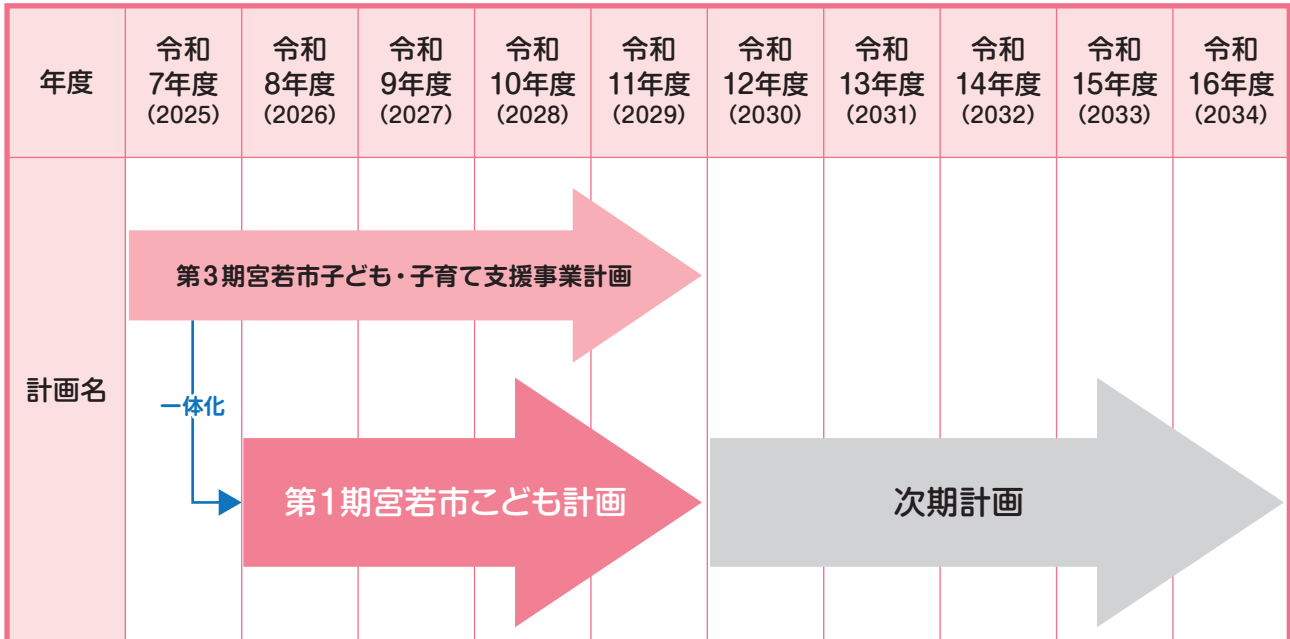 年度
令和
7年度
(2025)
令和
8年度
(2026)
令和
9年度
(2027)
令和
10年度
(2028)
令和
11年度
(2029)
令和
12年度
(2030)
令和
13年度
(2031)
令和
14年度
(2032)
令和
15年度
(2033)
令和
16年度
(2034)
計画名
第3期宮若市子ども・子育て支援事業計画
一体化
第1期宮若市こども計画
次期計画